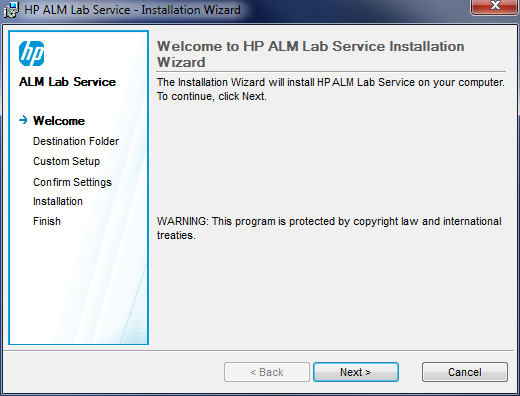 HP ALM Lab Service - Installation Wizard
hp
ALM Lab Service
Welcome
Destination Folder
Custom Setup
Confirm Settings
Installation
Finish
Welcome to HP ALM Lab Service Installation
Wizard
The Installation Wizard will install HP ALM Lab Service on your computer.
To continue, click Next.
WARNING: This program is protected by copyright law and international
treaties.
< Back
Next >
Cancel